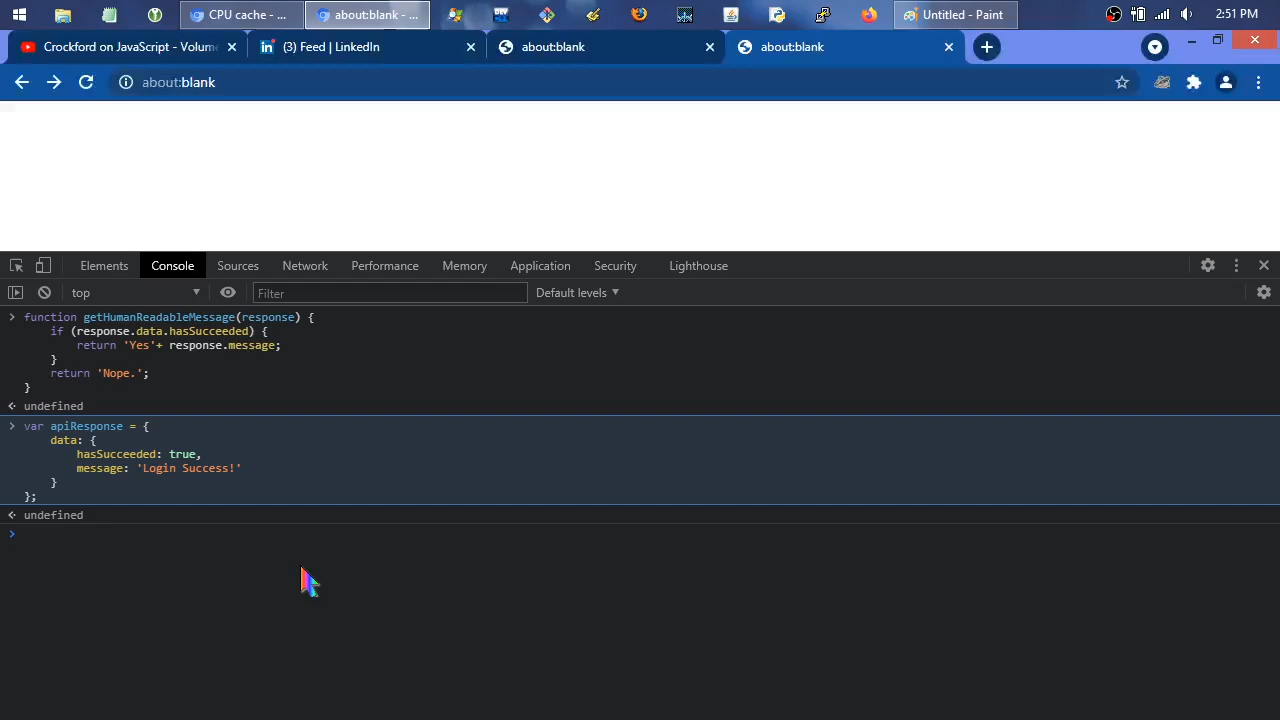 CPU cache - ...
about:blank - ...
Untitled - Paint
2:51 PM
Crockford on JavaScript - Volume
(3) Feed | LinkedIn
about:blank
about:blank
about:blank
Elements
Console
Sources
Network
Performance
Memory
Application
Security
Lighthouse
top
Filter
Default levels
function getHumanReadableMessage(response) {
if (response.data.hasSucceeded) {
return 'Yes'+ response.message;
}
return 'Nope.';
}
undefined
var apiResponse = {
data: {
hasSucceeded: true,
message: 'Login Success!'
}
};
undefined